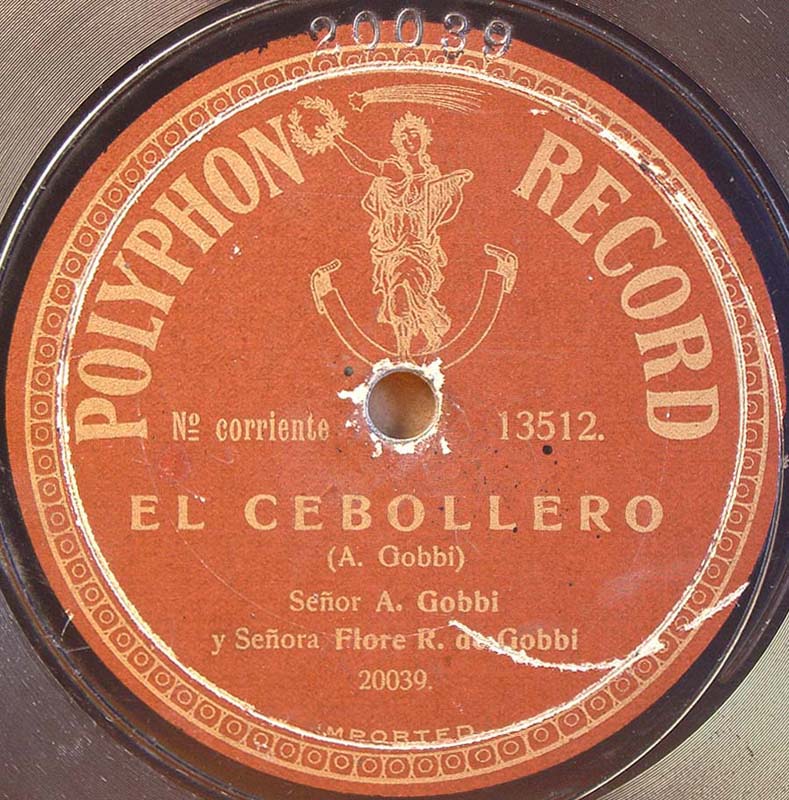 20039
POLYPHON RECORD
Nº corriente 13512.
EL CEBOLLERO
(A. Gobbi)
Señor A. Gobbi
y Señora Flore R. de Gobbi
20039.
IMPORTED